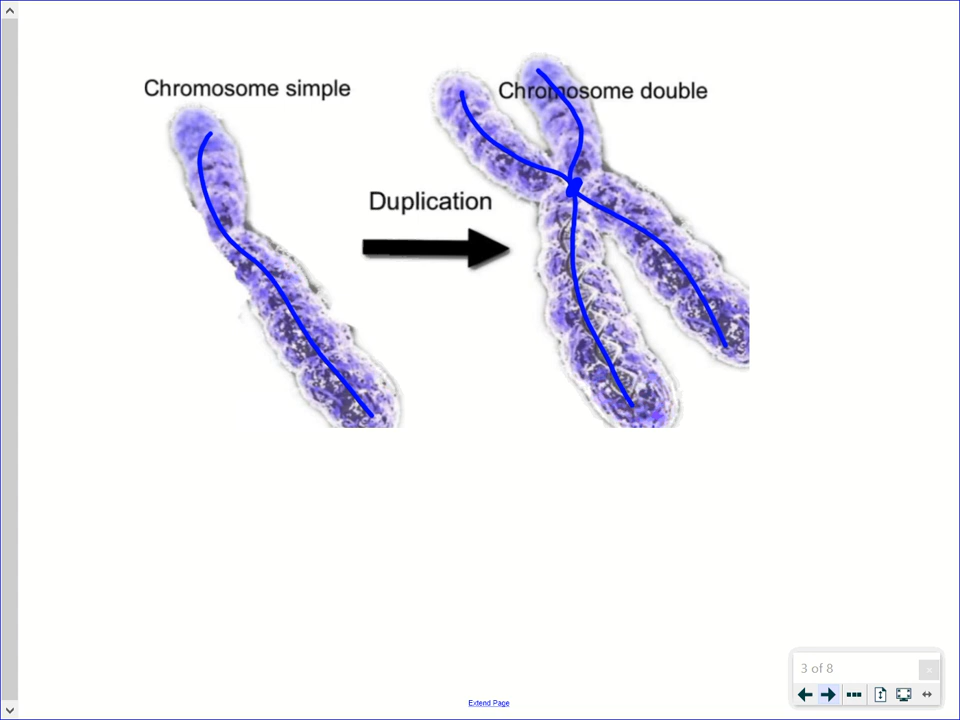 Chromosome simple
Chromosome double
Duplication
3 of 8
Extend Page